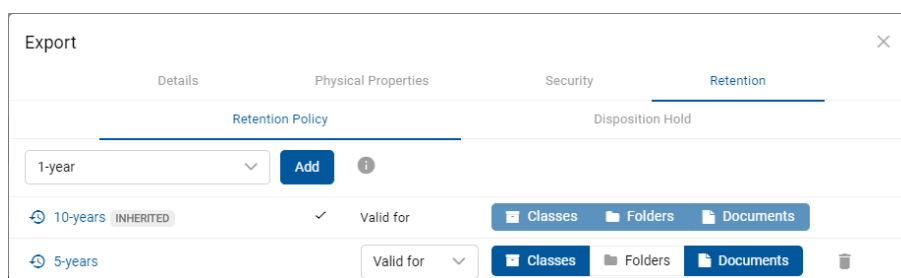 Export
Details Physical Properties Security Retention
Retention Policy Disposition Hold
1-year Add
10-years INHERITED Valid for Classes Folders Documents
5-years Valid for Classes Folders Documents